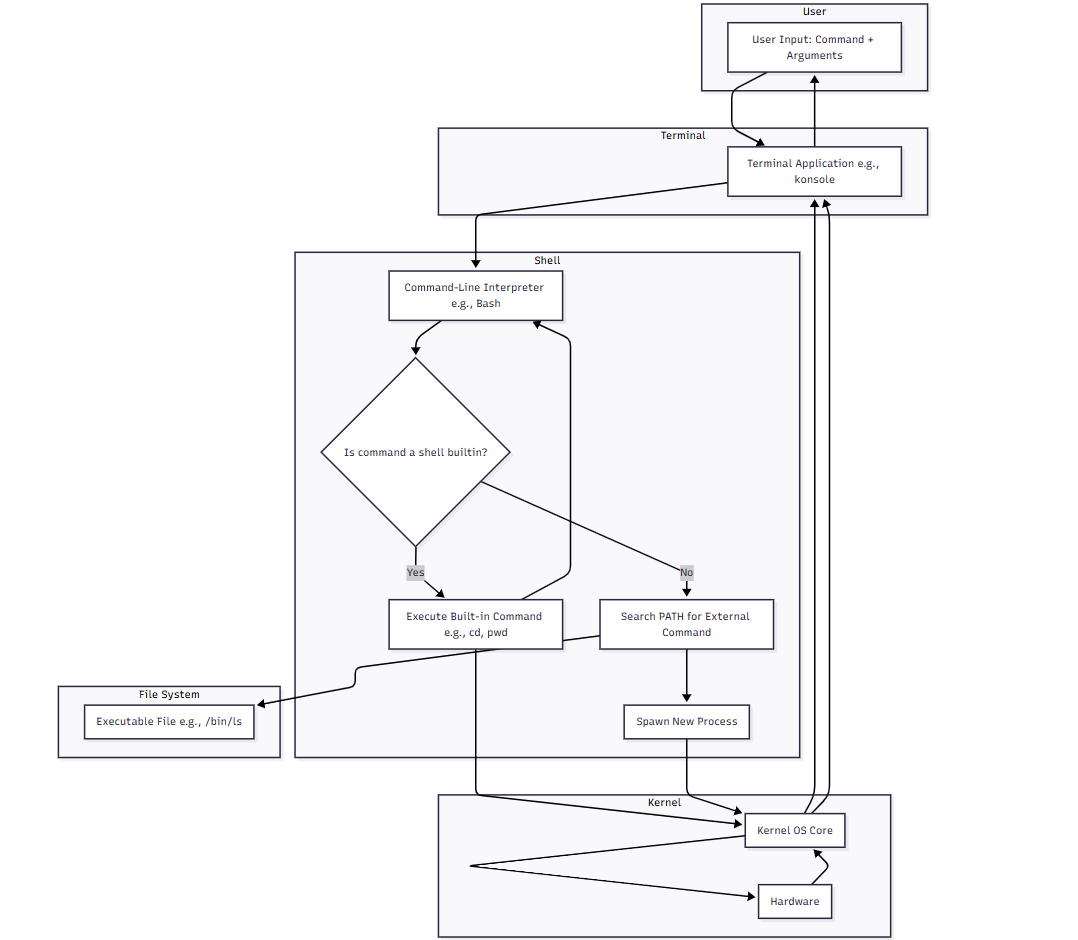 User
User Input: Command +
Arguments
Terminal
Terminal Application e.g.,
konsole
Shell
Command-Line Interpreter
e.g., Bash
Is command a shell builtin?
Yes
No
Execute Built-in Command
e.g., cd, pwd
Search PATH for External
Command
File System
Executable File e.g., /bin/ls
Spawn New Process
Kernel
Kernel OS Core
Hardware